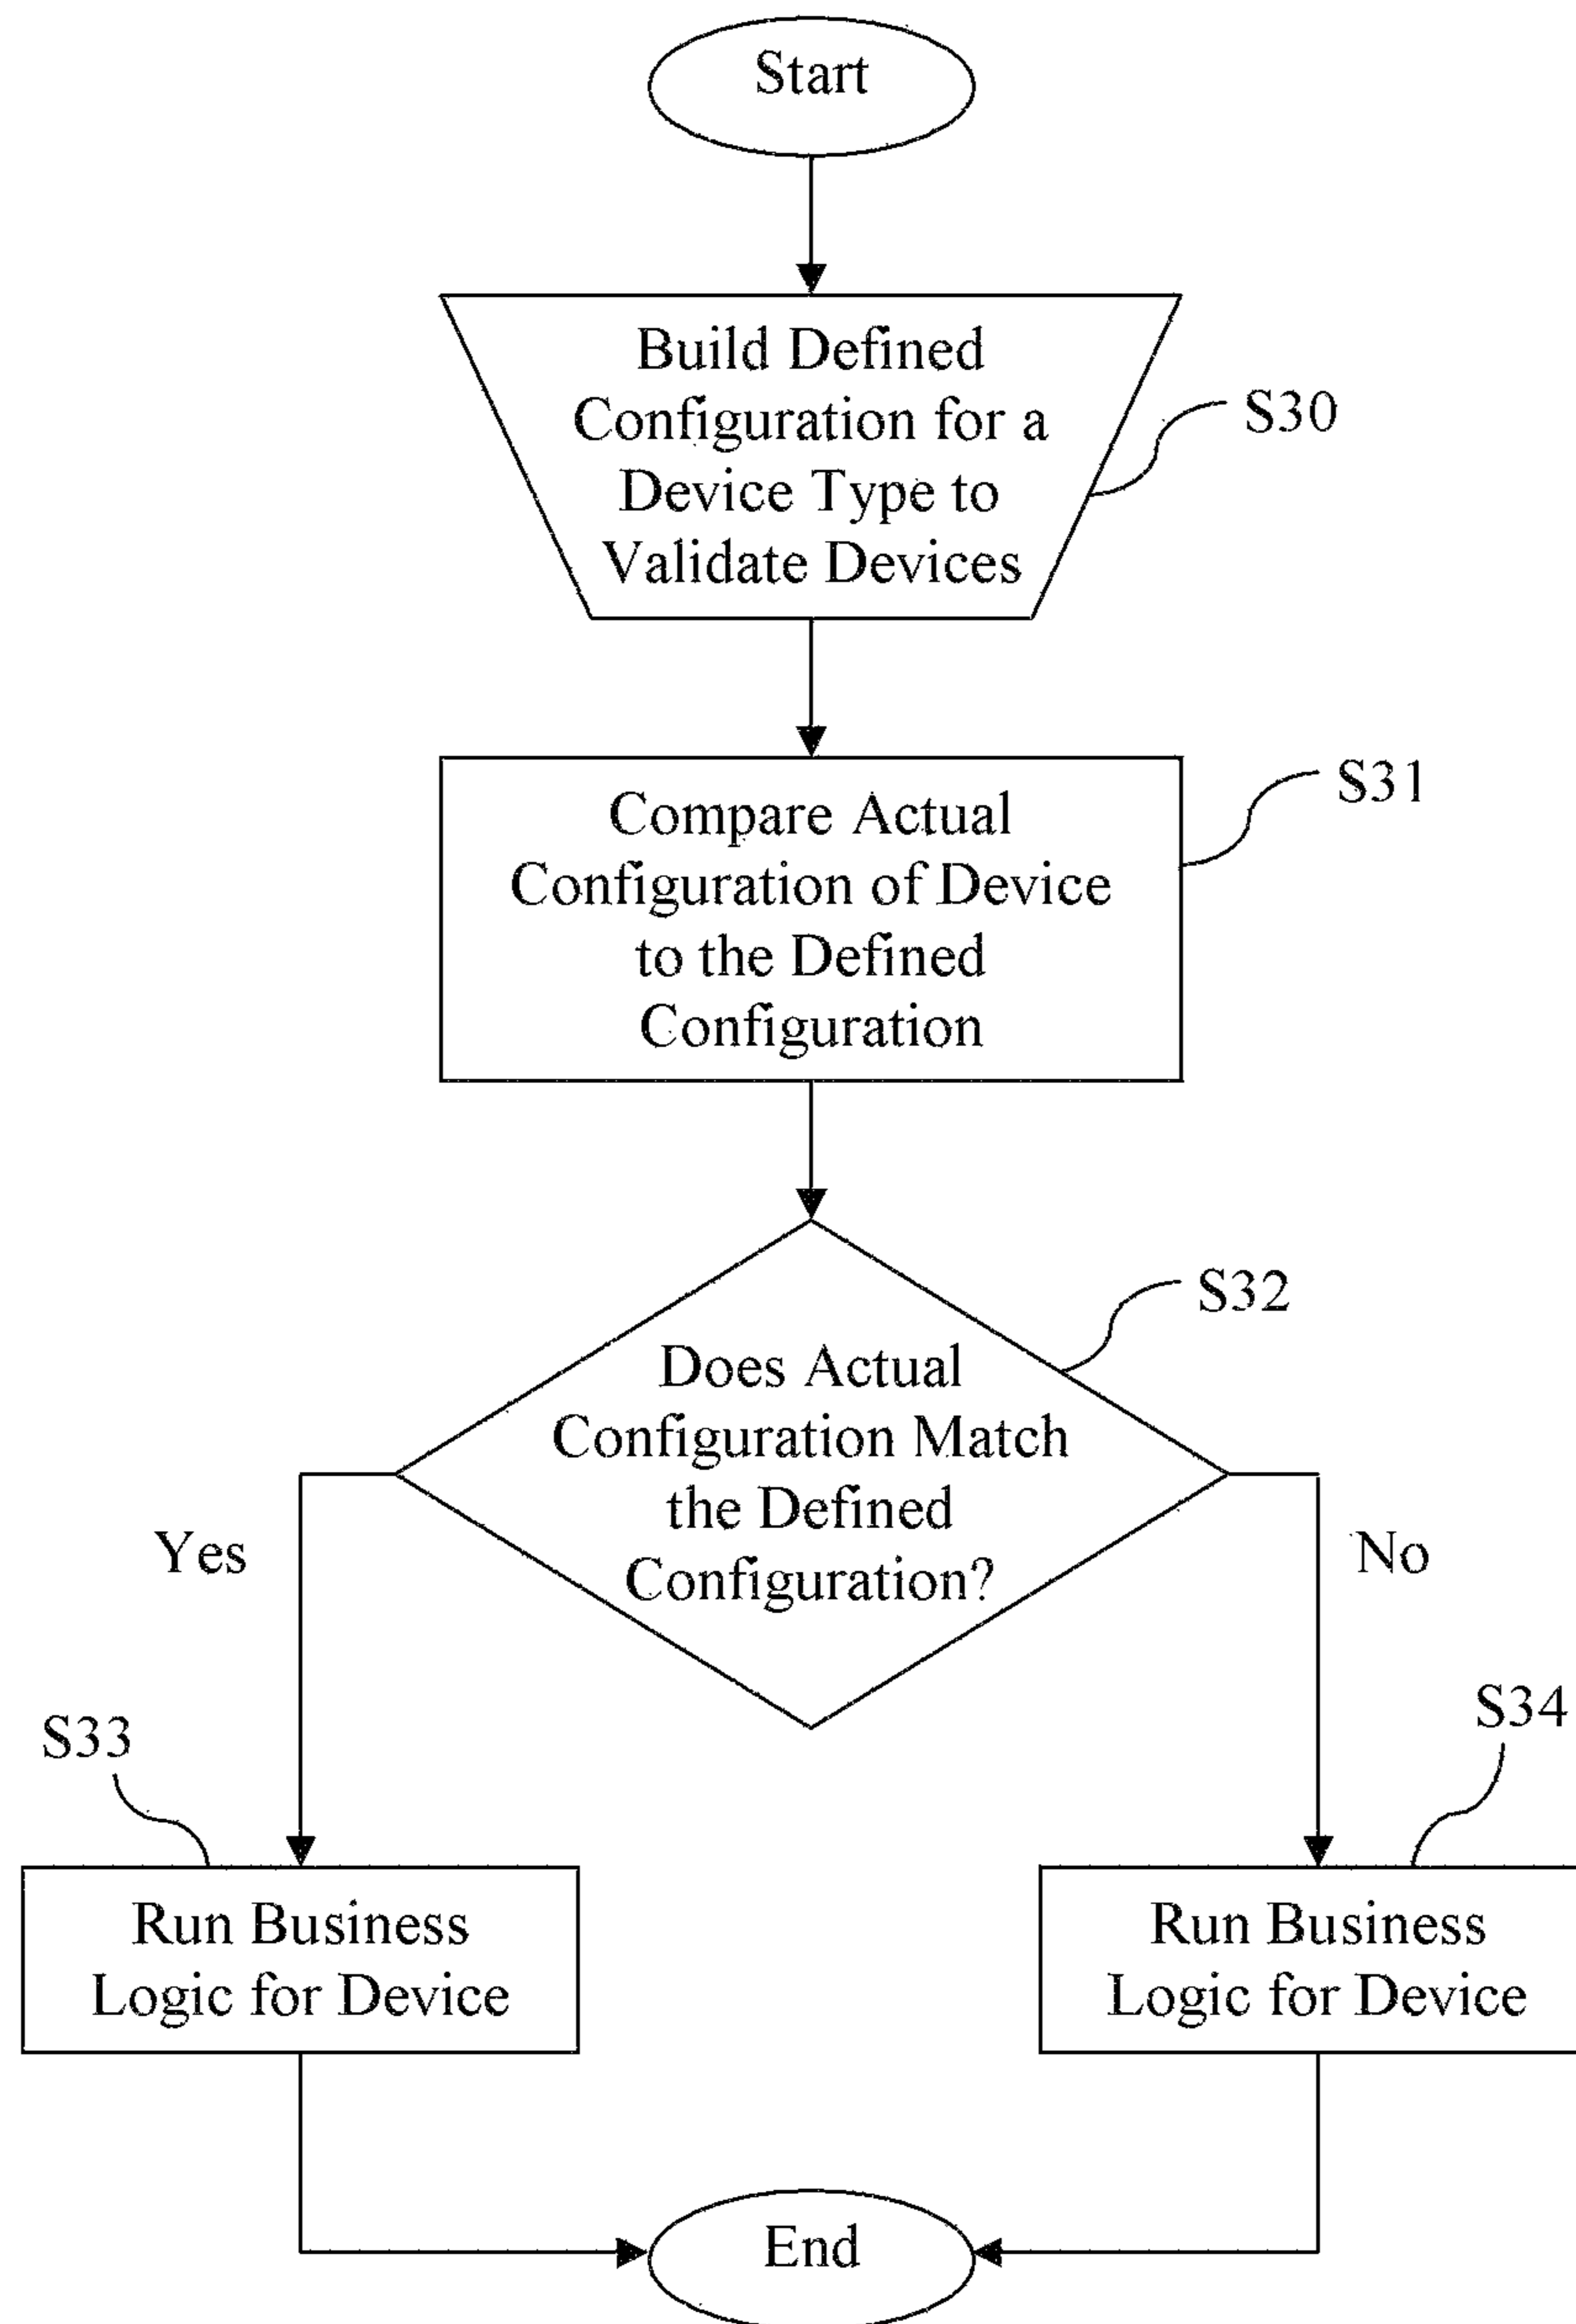 Start
Build Defined
Configuration for a
Device Type to
Validate Devices
S30
Compare Actual
Configuration of Device
to the Defined
Configuration
S31
Does Actual
Configuration Match
the Defined
Configuration?
S32
Yes
No
S33
S34
Run Business
Logic for Device
Run Business
Logic for Device
End